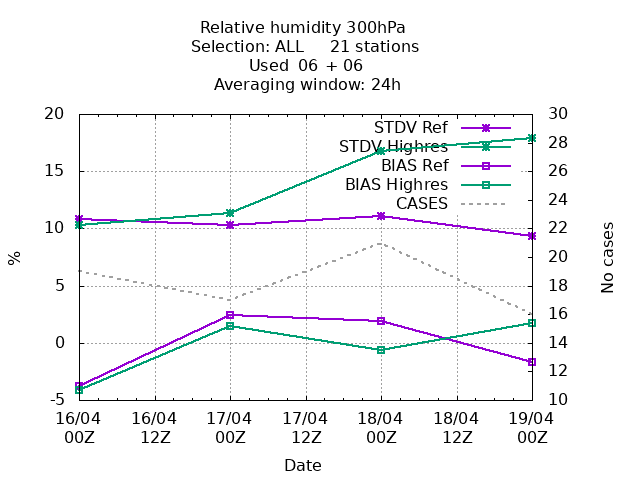 Relative humidity 300hPa
Selection: ALL     21 stations
Used  06 + 06
Averaging window: 24h
20
15
10
5
0
-5
%
30
28
26
24
22
20
18
16
14
12
10
No cases
STDV Ref
STDV Highres
BIAS Ref
BIAS Highres
CASES
16/04 16/04 17/04 17/04 18/04 18/04 19/04
00Z 12Z 00Z 12Z 00Z 12Z 00Z
Date